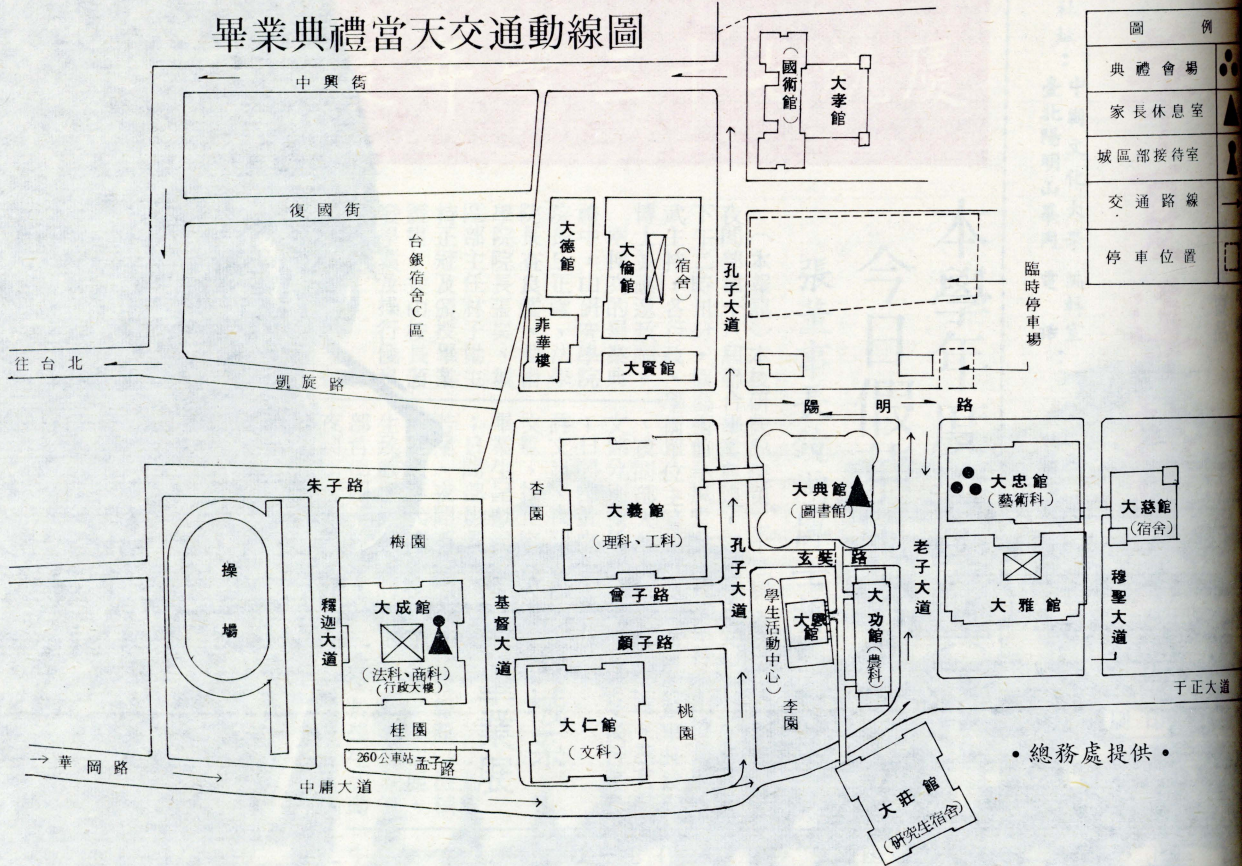 畢業典禮當天交通動線圖
圖例
典禮會場
家長休息室
城區部接待室
交通路線
停車位置
中興街
(國術館)
大孝館
復國街
台銀宿舍C區
大德館
大倫館
(宿舍)
孔子大道
臨時停車場
菲華樓
大賢館
往台北
凱旋路
陽明路
朱子路
杏園
大義館
(理科、工科)
大典館
(圖書館)
大忠館
(藝術科)
大慈館
(宿舍)
梅園
孔子大道
玄奘路
老子大道
操場
釋迦大道
大成館
(法科、商科)
(行政大樓)
基督大道
曾子路
顏子路
(學生活動中心)
大興館
大功館(農科)
大雅館
穆聖大道
于正大道
桂園
大仁館
(文科)
桃園
李園
260公車站
孟子路
華岡路
中庸大道
大莊館
(研究生宿舍)
•總務處提供•